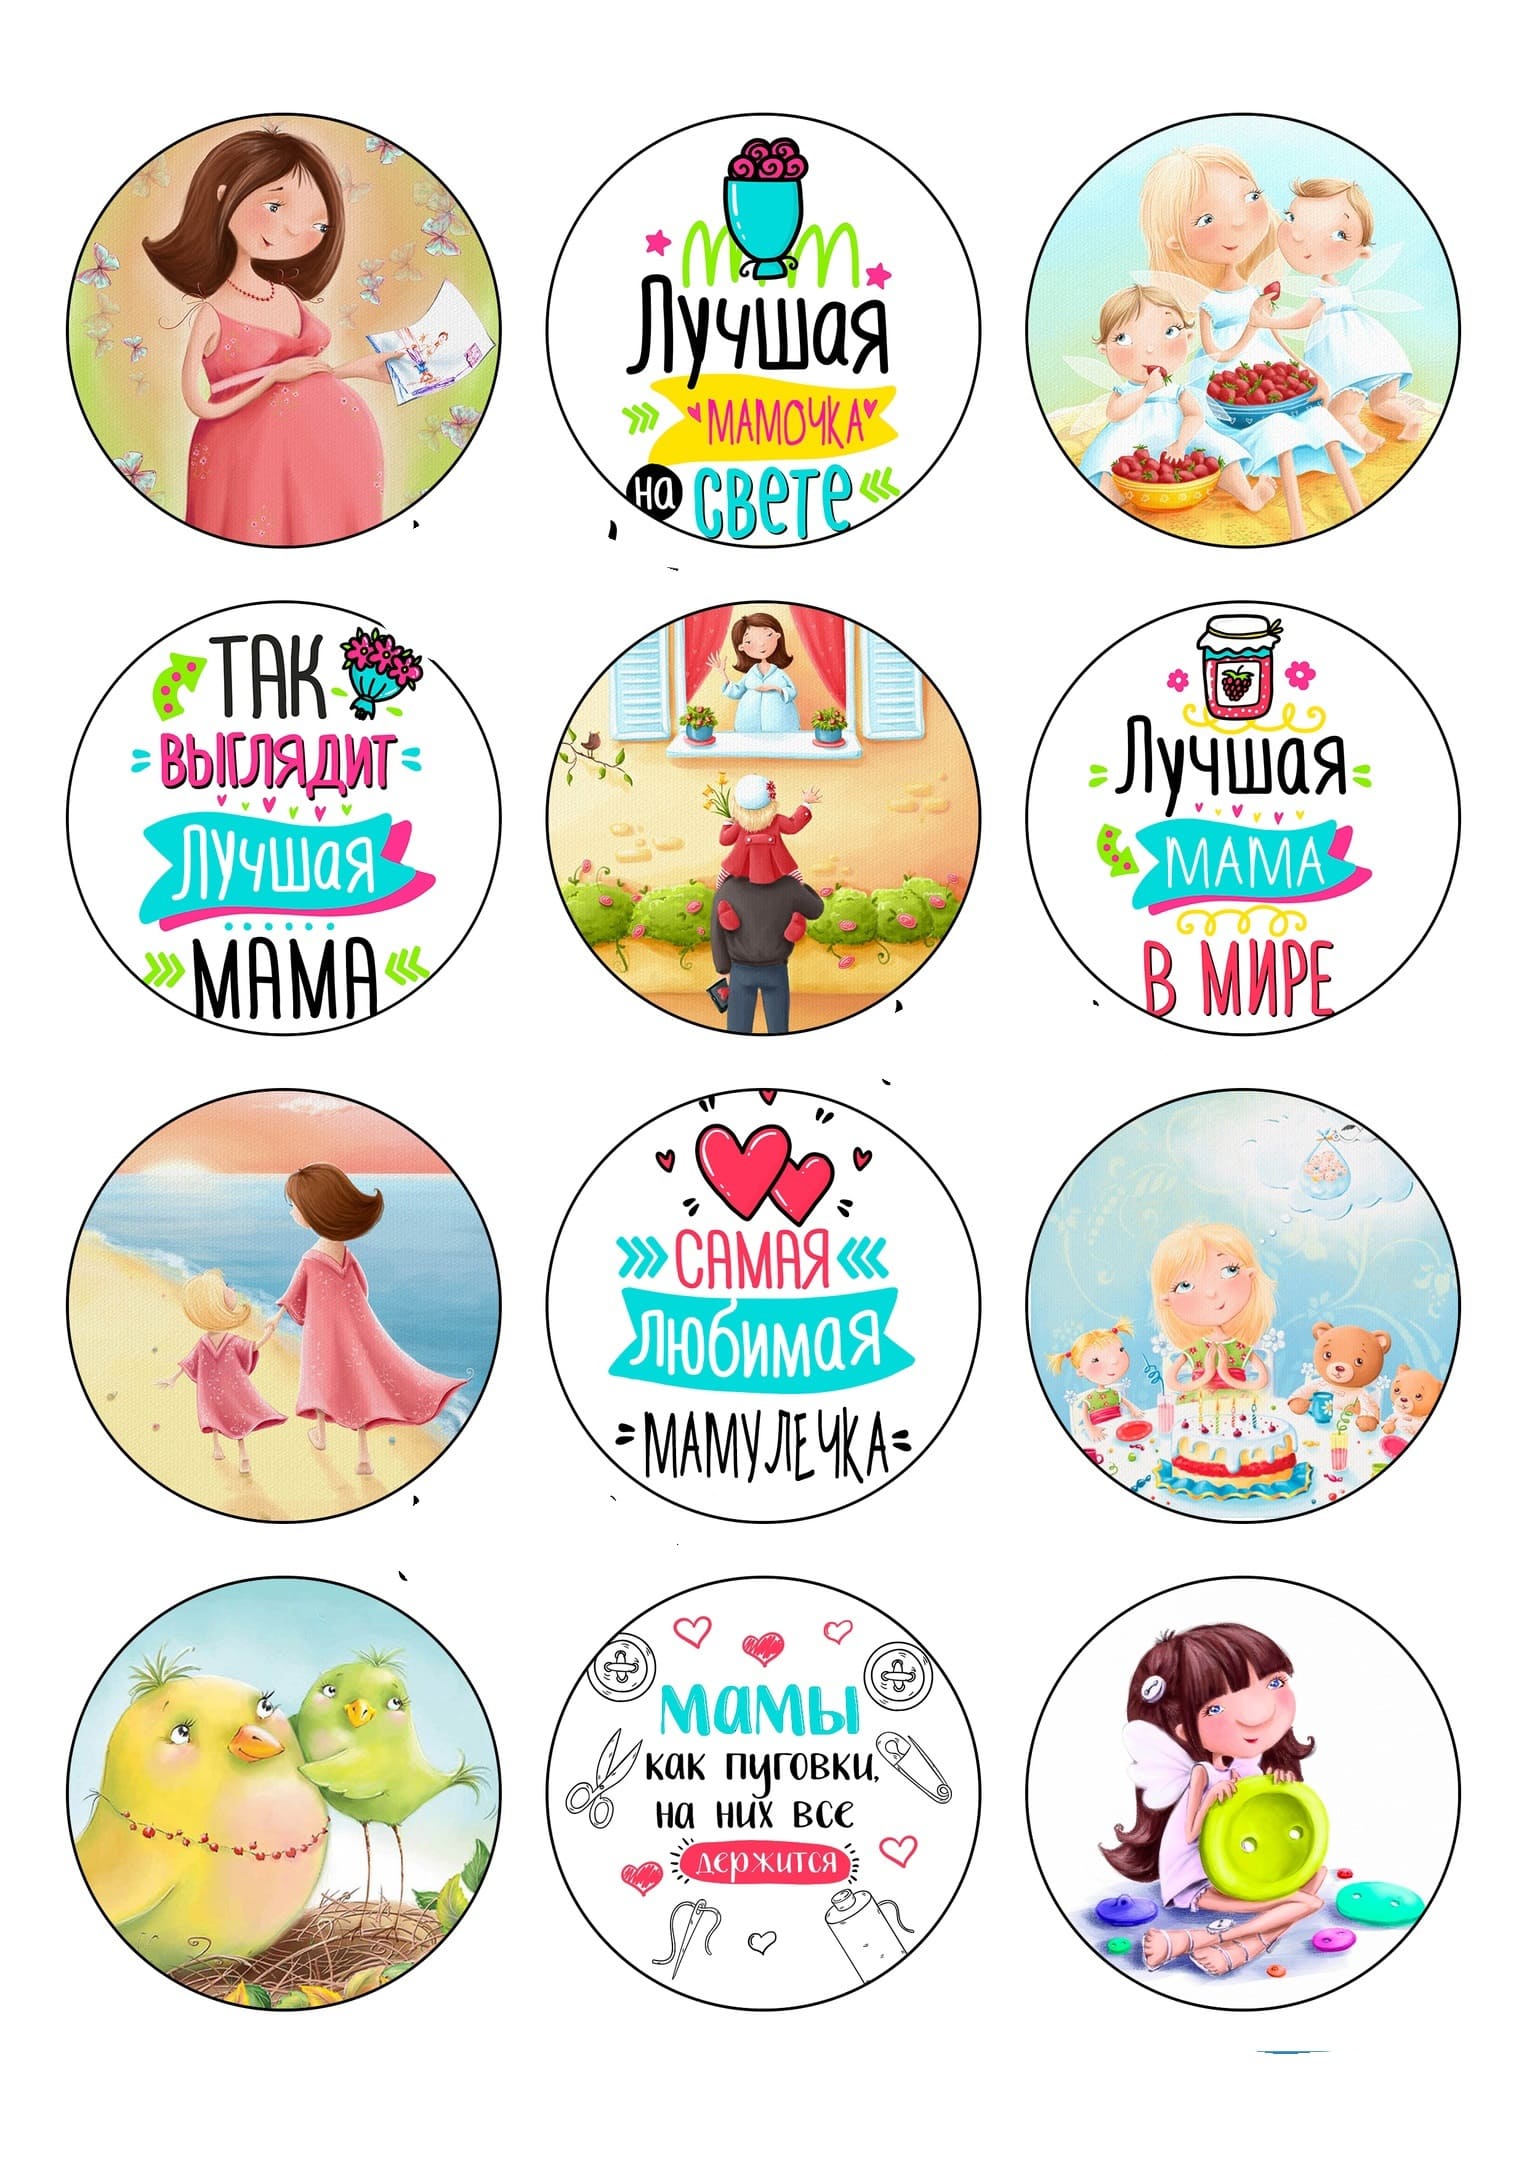 мям
Лучшая
МАМОЧКА
на СВЕТЕ
ТАК
ВЫГЛЯДИТ
Лучшая
МАМА
Лучшая
МАМА
В МИРЕ
САМАЯ
Любимая
МАМУЛЕЧКА
мамы
как пуговки,
на них все
держится